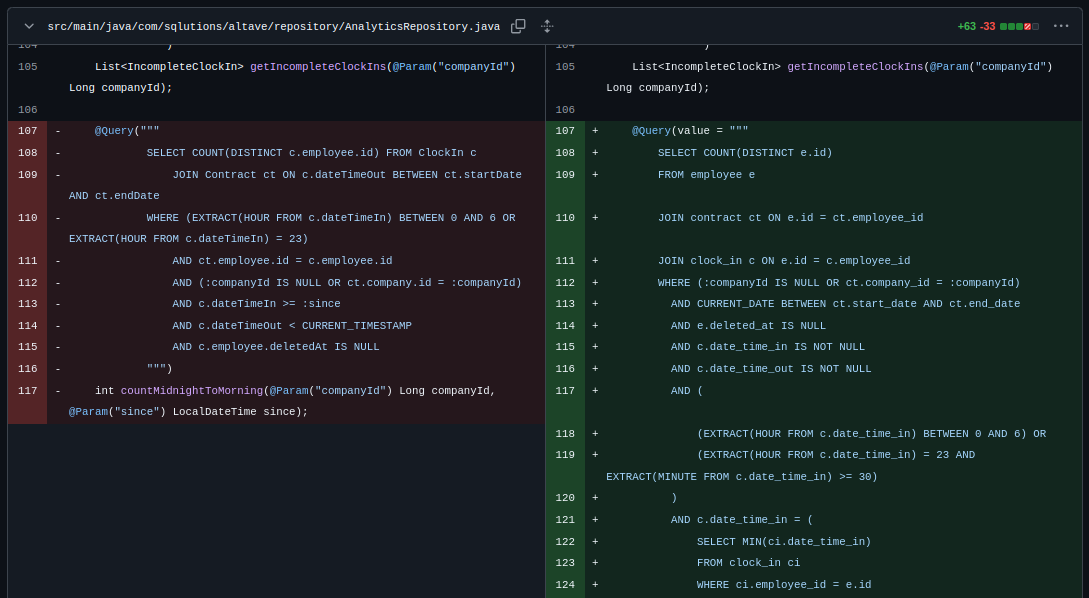 src/main/java/com/sqlutions/altave/repository/AnalyticsRepository.java
+63 -33
104 )
105 List<IncompleteClockIn> getIncompleteClockIns(@Param("companyId")
Long companyId);
106
107 - @Query("""
108 - SELECT COUNT(DISTINCT c.employee.id) FROM ClockIn c
109 - JOIN Contract ct ON c.dateTimeOut BETWEEN ct.startDate
AND ct.endDate
110 - WHERE (EXTRACT(HOUR FROM c.dateTimeIn) BETWEEN 0 AND 6 OR
EXTRACT(HOUR FROM c.dateTimeIn) = 23)
111 - AND ct.employee.id = c.employee.id
112 - AND (:companyId IS NULL OR ct.company.id = :companyId)
113 - AND c.dateTimeIn >= :since
114 - AND c.dateTimeOut < CURRENT_TIMESTAMP
115 - AND c.employee.deletedAt IS NULL
116 - """)
117 - int countMidnightToMorning(@Param("companyId") Long companyId,
@Param("since") LocalDateTime since);
104 )
105 List<IncompleteClockIn> getIncompleteClockIns(@Param("companyId")
Long companyId);
106
107 + @Query(value = """
108 + SELECT COUNT(DISTINCT e.id)
109 + FROM employee e
110 + JOIN contract ct ON e.id = ct.employee_id
111 + JOIN clock_in c ON e.id = c.employee_id
112 + WHERE (:companyId IS NULL OR ct.company_id = :companyId)
113 + AND CURRENT_DATE BETWEEN ct.start_date AND ct.end_date
114 + AND e.deleted_at IS NULL
115 + AND c.date_time_in IS NOT NULL
116 + AND c.date_time_out IS NOT NULL
117 + AND (
118 + (EXTRACT(HOUR FROM c.date_time_in) BETWEEN 0 AND 6) OR
119 + (EXTRACT(HOUR FROM c.date_time_in) = 23 AND
EXTRACT(MINUTE FROM c.date_time_in) >= 30)
120 + )
121 + AND c.date_time_in = (
122 + SELECT MIN(ci.date_time_in)
123 + FROM clock_in ci
124 + WHERE ci.employee_id = e.id